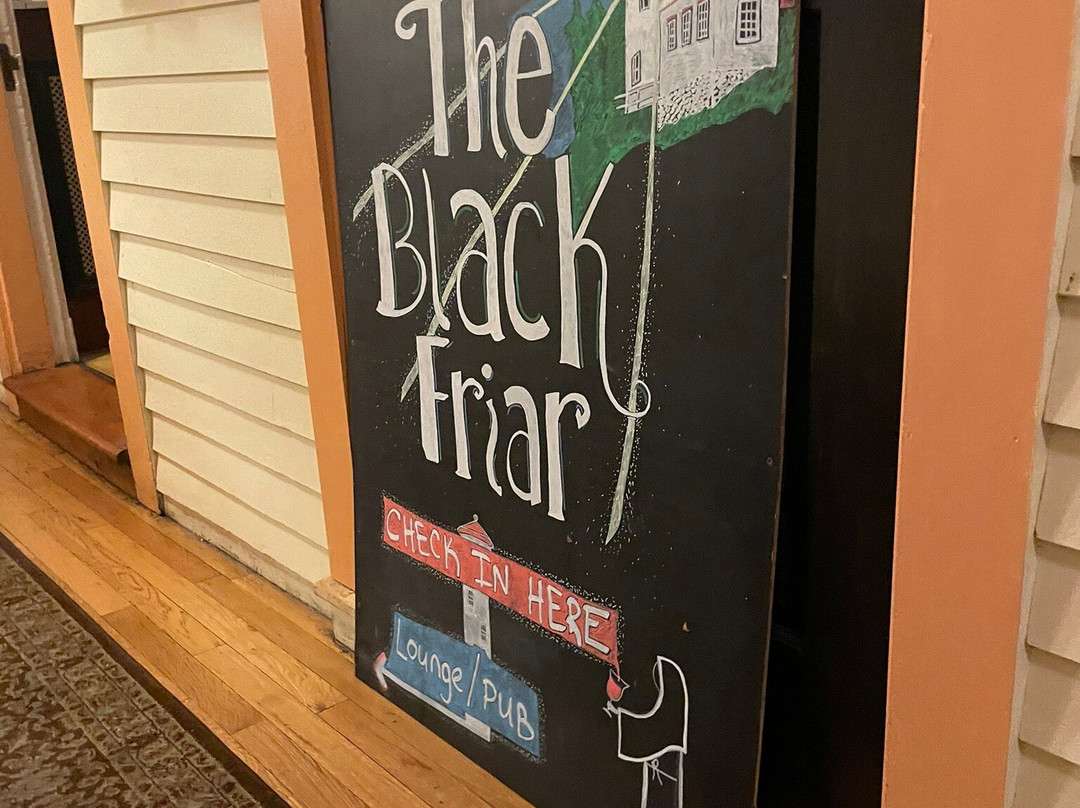 The
Black
Friar
CHECK IN HERE
Lounge/PUB